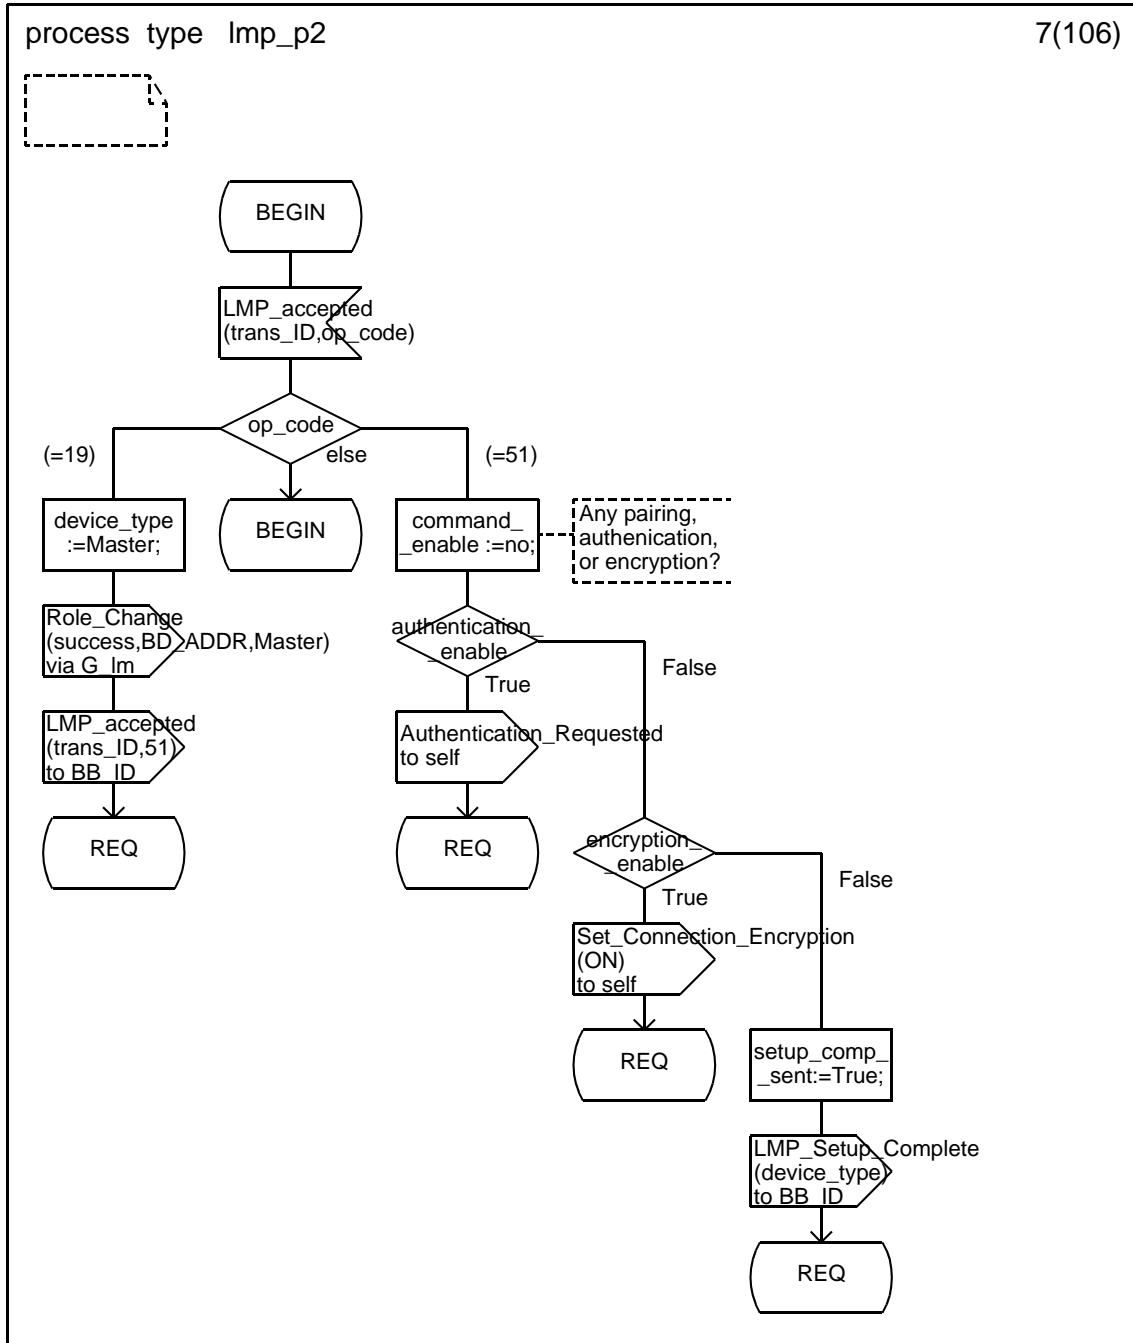 process type lmp_p2
7(106)
BEGIN
LMP_accepted
(trans_ID,op_code)
op_code
(=19)
else
(=51)
device_type
:=Master;
BEGIN
command_
_enable :=no;
Any pairing,
authenication,
or encryption?
Role_Change
(success,BD_ADDR,Master)
via G_lm
authentication_
_enable
False
True
LMP_accepted
(trans_ID,51)
to BB_ID
Authentication_Requested
to self
REQ
REQ
encryption_
_enable
False
True
Set_Connection_Encryption
(ON)
to self
REQ
setup_comp_
_sent:=True;
LMP_Setup_Complete
(device_type)
to BB_ID
REQ